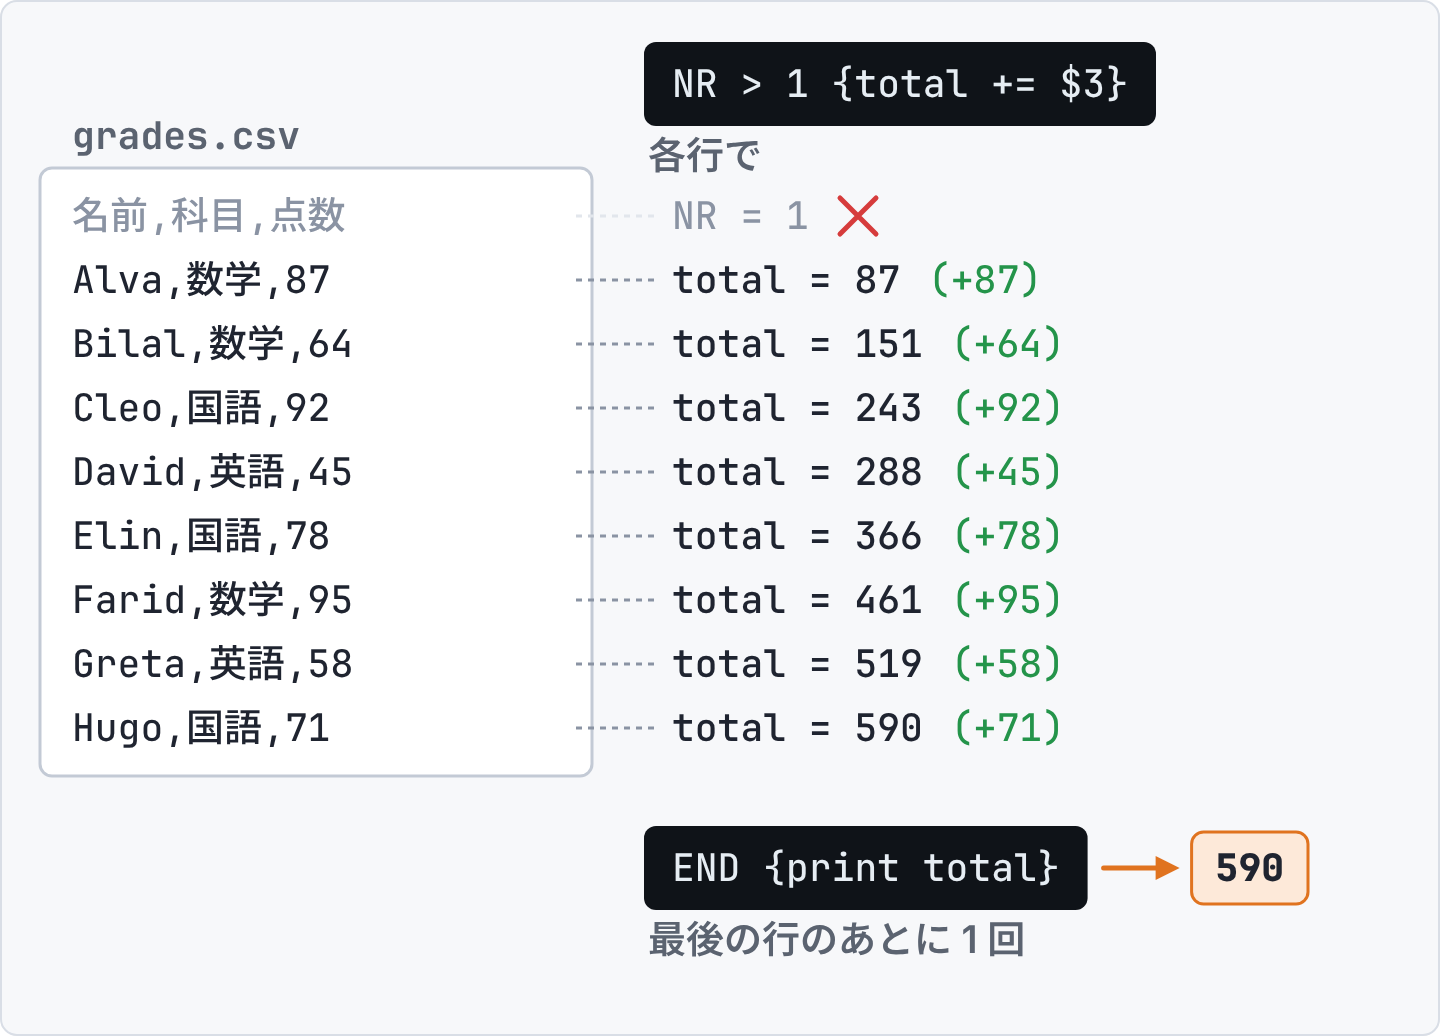 NR > 1 {total += $3}
各行で
grades.csv
名前,科目,点数
NR = 1
Alva,数学,87
total = 87 (+87)
Bilal,数学,64
total = 151 (+64)
Cleo,国語,92
total = 243 (+92)
David,英語,45
total = 288 (+45)
Elin,国語,78
total = 366 (+78)
Farid,数学,95
total = 461 (+95)
Greta,英語,58
total = 519 (+58)
Hugo,国語,71
total = 590 (+71)
END {print total}
590
最後の行のあとに 1 回